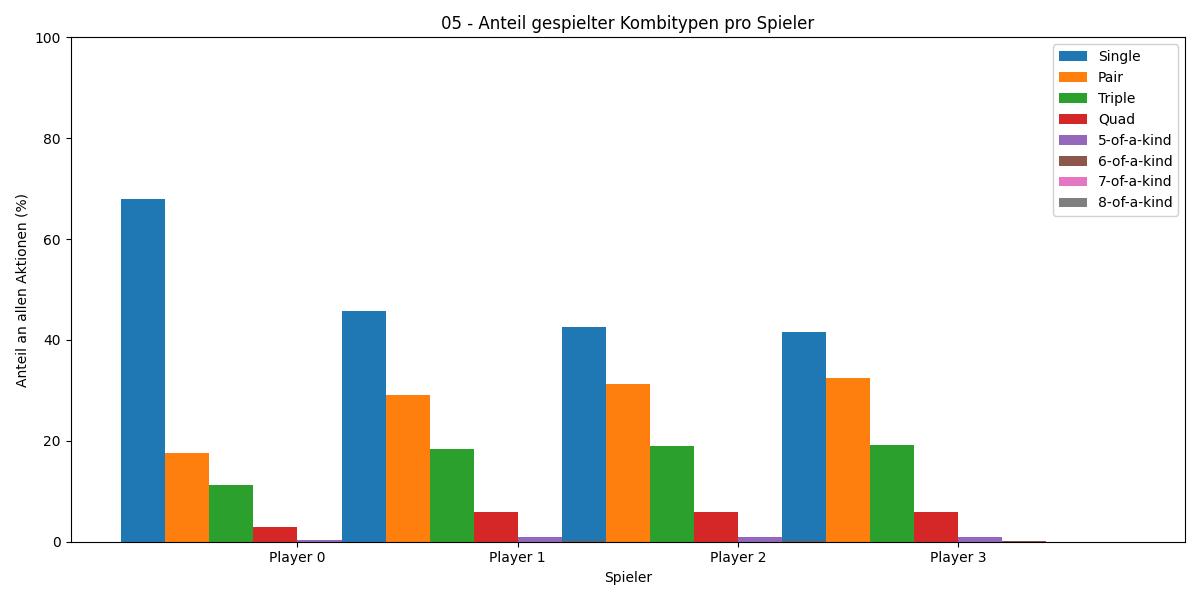 05 - Anteil gespielter Kombitypen pro Spieler
100
80
60
40
20
0
Anteil an allen Aktionen (%)
Single
Pair
Triple
Quad
5-of-a-kind
6-of-a-kind
7-of-a-kind
8-of-a-kind
Player 0
Player 1
Player 2
Player 3
Spieler